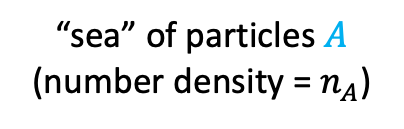 “sea” of particles A
(number density = n_A)